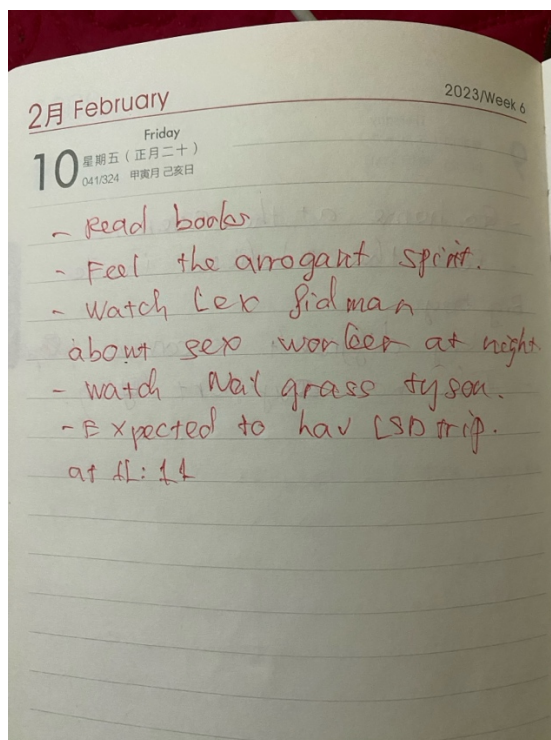 2月 February
2023/Week 6
10
Friday
星期五（正月二十）
041/324 甲寅月 己亥日
- Read books
- Feel the arrogant spirit.
- Watch Lex fidman
about sex worker at night
- watch Nail grass tyson.
- Expected to hav LSD trip.
at 11:11